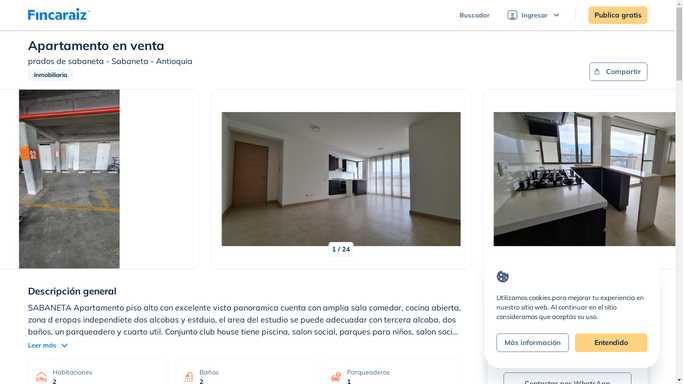 Fincaraiz
Buscador
Ingresar
Publica gratis
Apartamento en venta
prados de sabaneta - Sabaneta - Antioquia
Inmobiliaria
Compartir
1 / 24
Descripción general
SABANETA Apartamento piso alto con excelente vista panoramica cuenta con amplia sala comedor, cocina abierta,
zona d eropas independiete dos alcobas y estduio, el area del estudio se puede adecuadar con tercera alcoba, dos
baños, un parqueadero y cuarto util. Conjunto club house tiene piscina, salon social, parques para niños, salon soci...
Leer más
Habitaciones
2
Baños
2
Parqueaderos
1
Utilizamos cookies para mejorar tu experiencia en
nuestro sitio web. Al continuar en el sitio
consideramos que aceptas su uso.
Más información
Entendido
Contactar por WhatsApp